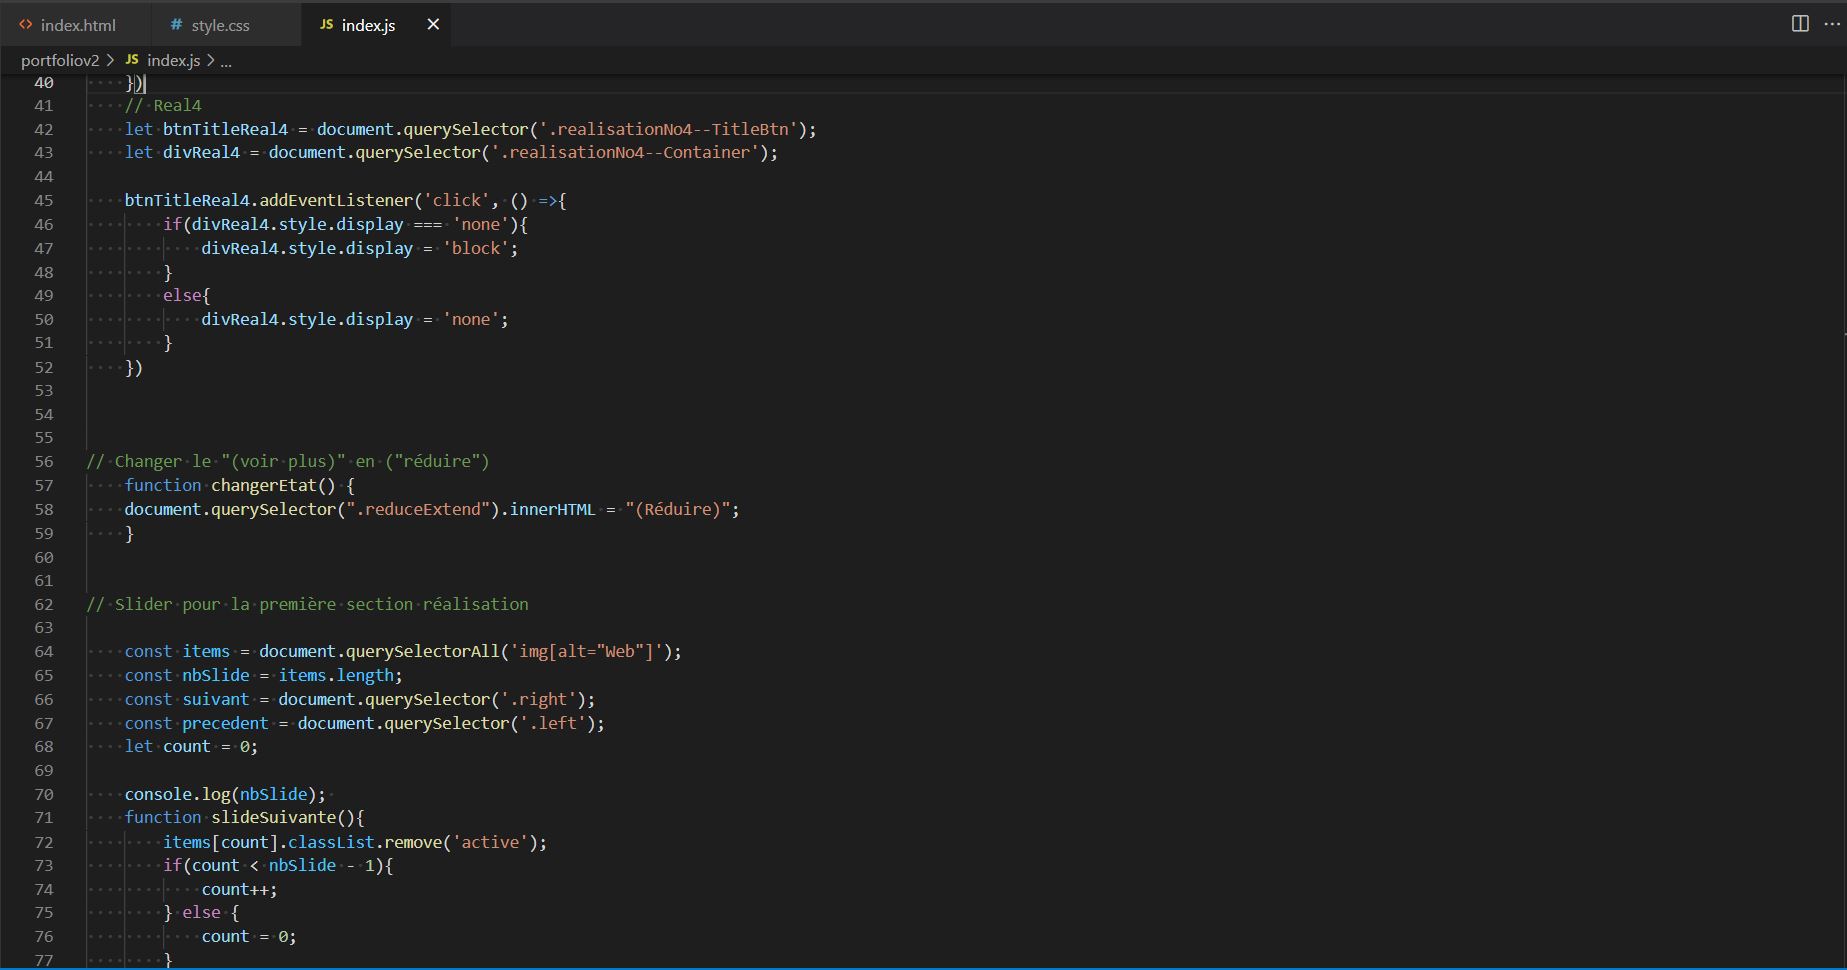 <> index.html # style.css JS index.js ×
portfoliov2 > JS index.js > ...
40 })
41 // Real4
42 let btnTitleReal4 = document.querySelector('.realisationNo4--TitleBtn');
43 let divReal4 = document.querySelector('.realisationNo4--Container');
44
45 btnTitleReal4.addEventListener('click', () =>{
46 if(divReal4.style.display === 'none'){
47 divReal4.style.display = 'block';
48 }
49 else{
50 divReal4.style.display = 'none';
51 }
52 })
53
54
55
56 // Changer le "(voir plus)" en ("réduire")
57 function changerEtat() {
58 document.querySelector(".reduceExtend").innerHTML = "(Réduire)";
59 }
60
61
62 // Slider pour la première section réalisation
63
64 const items = document.querySelectorAll('img[alt="Web"]');
65 const nbSlide = items.length;
66 const suivant = document.querySelector('.right');
67 const precedent = document.querySelector('.left');
68 let count = 0;
69
70 console.log(nbSlide);
71 function slideSuivante(){
72 items[count].classList.remove('active');
73 if(count < nbSlide - 1){
74 count++;
75 } else {
76 count = 0;
77 }